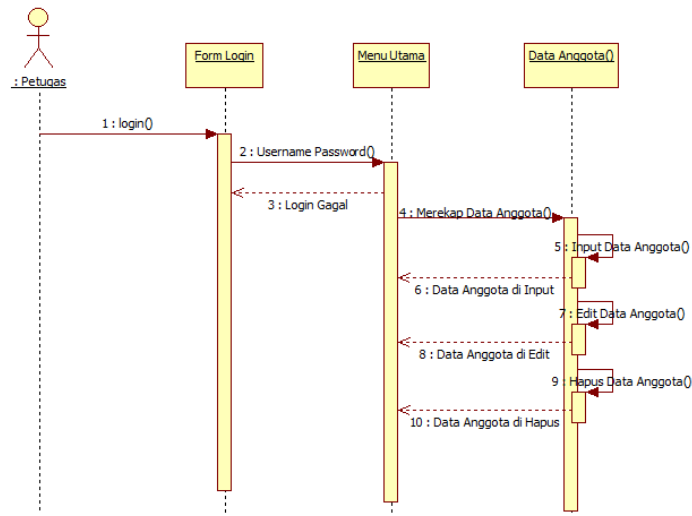 : Petugas
Form Login
Menu Utama
Data Anggota()
1 : login()
2 : Username Password()
3 : Login Gagal
4 : Merekap Data Anggota()
5 : Input Data Anggota()
6 : Data Anggota di Input
7 : Edit Data Anggota()
8 : Data Anggota di Edit
9 : Hapus Data Anggota()
10 : Data Anggota di Hapus